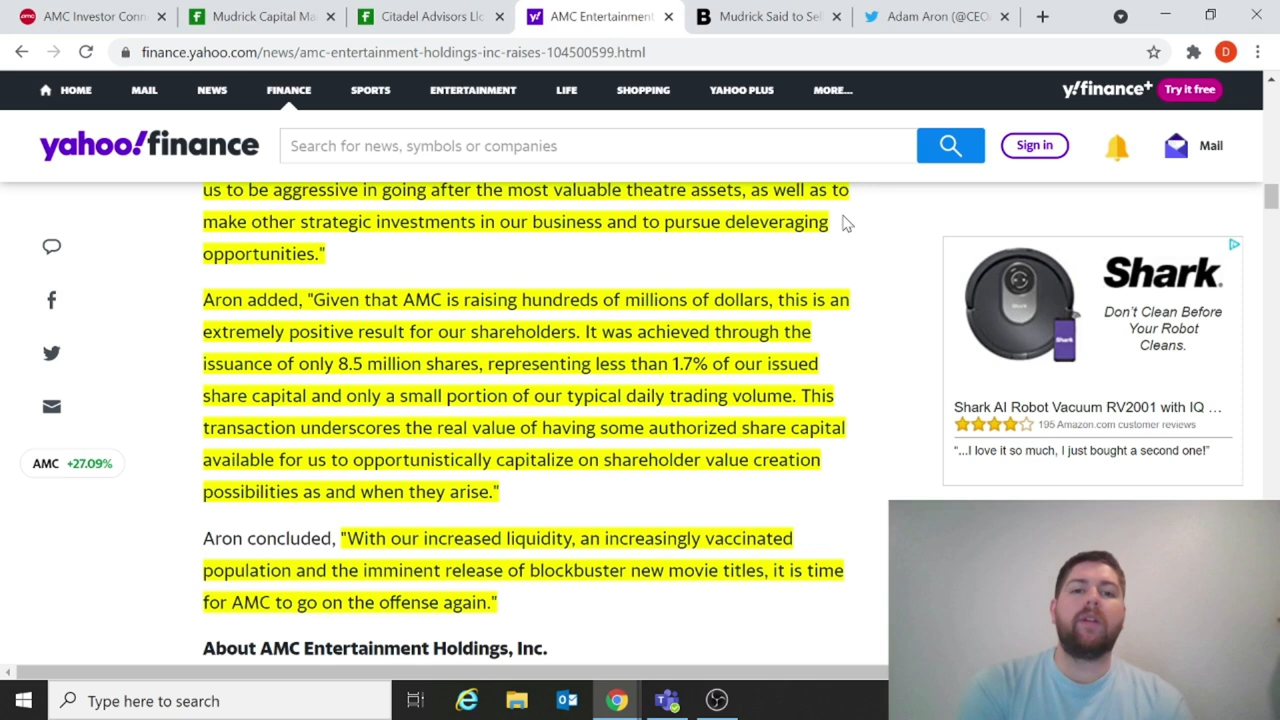 AMC Investor Conn
Mudrick Capital Ma
Citadel Advisors Llc
AMC Entertainment
Mudrick Said to Sell
Adam Aron (@CEO
finance.yahoo.com/news/amc-entertainment-holdings-inc-raises-104500599.html
D
HOME MAIL NEWS FINANCE SPORTS ENTERTAINMENT LIFE SHOPPING YAHOO PLUS MORE...
y!finance+ Try it free
yahoo!finance
Search for news, symbols or companies
Sign in
Mail
us to be aggressive in going after the most valuable theatre assets, as well as to
make other strategic investments in our business and to pursue deleveraging
opportunities."
Aron added, "Given that AMC is raising hundreds of millions of dollars, this is an
extremely positive result for our shareholders. It was achieved through the
issuance of only 8.5 million shares, representing less than 1.7% of our issued
share capital and only a small portion of our typical daily trading volume. This
transaction underscores the real value of having some authorized share capital
available for us to opportunistically capitalize on shareholder value creation
possibilities as and when they arise."
Aron concluded, "With our increased liquidity, an increasingly vaccinated
population and the imminent release of blockbuster new movie titles, it is time
for AMC to go on the offense again."
About AMC Entertainment Holdings, Inc.
AMC +27.09%
Shark
Don't Clean Before
Your Robot
Cleans.
Shark AI Robot Vacuum RV2001 with IQ ...
195 Amazon.com customer reviews
"...I love it so much, I just bought a second one!"
Type here to search